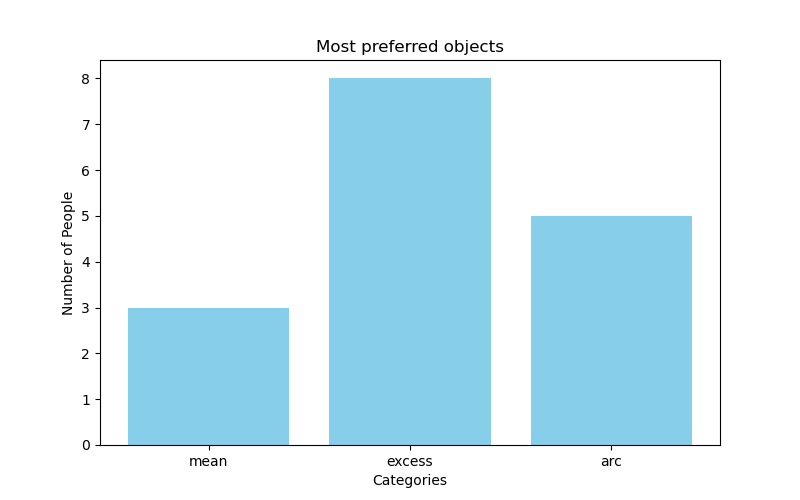 Most preferred objects
Number of People
8
7
6
5
4
3
2
1
0
mean excess arc
Categories